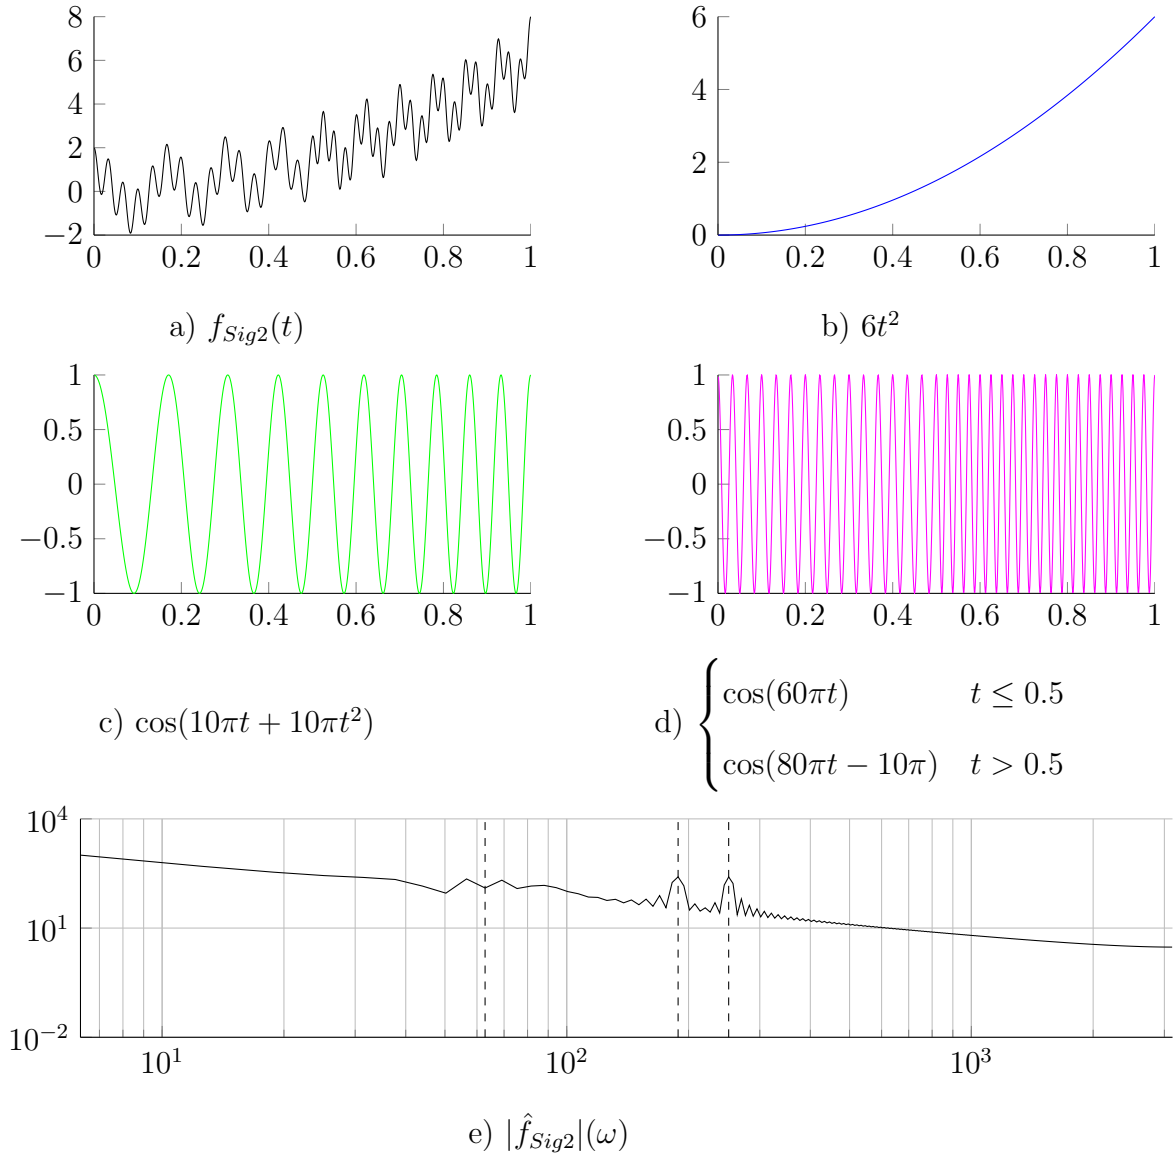 8
6
4
2
0
−2
0 0.2 0.4 0.6 0.8 1
a) f_{Sig2}(t)
6
4
2
0
0 0.2 0.4 0.6 0.8 1
b) 6t²
1
0.5
0
−0.5
−1
0 0.2 0.4 0.6 0.8 1
c) cos(10πt + 10πt²)
1
0.5
0
−0.5
−1
0 0.2 0.4 0.6 0.8 1
d) { cos(60πt) t ≤ 0.5
cos(80πt − 10π) t > 0.5
10⁴
10¹
10⁻²
10¹ 10² 10³
e) |f̂_{Sig2}|(ω)